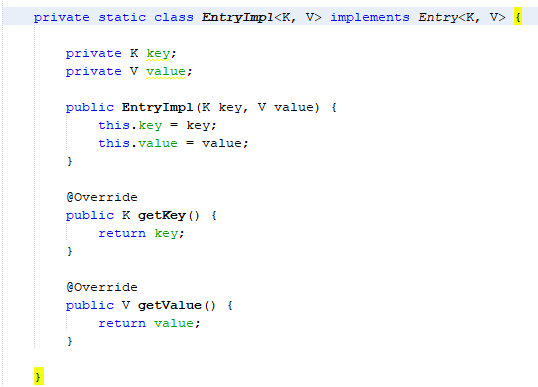 private static class EntryImpl<K, V> implements Entry<K, V> {
private K key;
private V value;
public EntryImpl(K key, V value) {
this.key = key;
this.value = value;
}
@Override
public K getKey() {
return key;
}
@Override
public V getValue() {
return value;
}
}